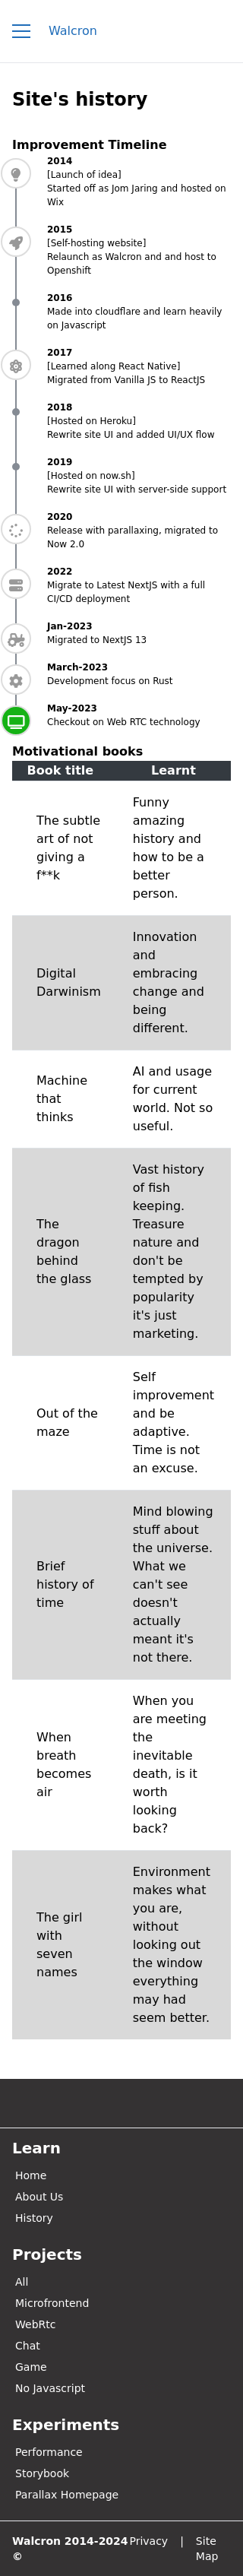 Walcron
Site's history
Improvement Timeline
2014
[Launch of idea]
Started off as Jom Jaring and hosted on
Wix
2015
[Self-hosting website]
Relaunch as Walcron and and host to
Openshift
2016
Made into cloudflare and learn heavily
on Javascript
2017
[Learned along React Native]
Migrated from Vanilla JS to ReactJS
2018
[Hosted on Heroku]
Rewrite site UI and added UI/UX flow
2019
[Hosted on now.sh]
Rewrite site UI with server-side support
2020
Release with parallaxing, migrated to
Now 2.0
2022
Migrate to Latest NextJS with a full
CI/CD deployment
Jan-2023
Migrated to NextJS 13
March-2023
Development focus on Rust
May-2023
Checkout on Web RTC technology
Motivational books
Book title Learnt
The subtle
art of not
giving a
f**k
Funny
amazing
history and
how to be a
better
person.
Digital
Darwinism
Innovation
and
embracing
change and
being
different.
Machine
that
thinks
AI and usage
for current
world. Not so
useful.
The
dragon
behind
the glass
Vast history
of fish
keeping.
Treasure
nature and
don't be
tempted by
popularity
it's just
marketing.
Out of the
maze
Self
improvement
and be
adaptive.
Time is not
an excuse.
Brief
history of
time
Mind blowing
stuff about
the universe.
What we
can't see
doesn't
actually
meant it's
not there.
When
breath
becomes
air
When you
are meeting
the
inevitable
death, is it
worth
looking
back?
The girl
with
seven
names
Environment
makes what
you are,
without
looking out
the window
everything
may had
seem better.
Learn
Home
About Us
History
Projects
All
Microfrontend
WebRtc
Chat
Game
No Javascript
Experiments
Performance
Storybook
Parallax Homepage
Walcron 2014-2024 Privacy | Site
© Map